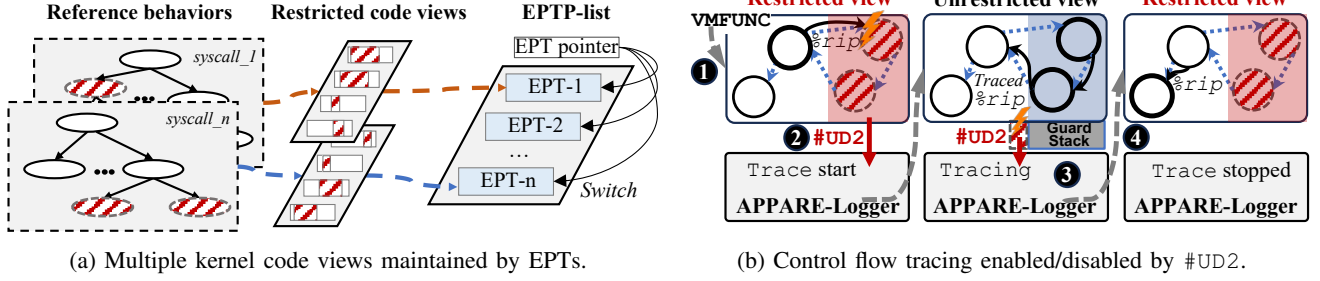 Reference behaviors
syscall_1
•••
syscall_n
•••
Restricted code views
EPTP-list
EPT pointer
EPT-1
EPT-2
...
EPT-n
Switch
(a) Multiple kernel code views maintained by EPTs.
Restricted view
Unrestricted view
Restricted view
VMFUNC
%rip
Traced
%rip
%rip
1
2 #UD2
#UD2
Guard
Stack
4
Trace start
APPARE-Logger
Tracing
3
APPARE-Logger
Trace stopped
APPARE-Logger
(b) Control flow tracing enabled/disabled by #UD2.